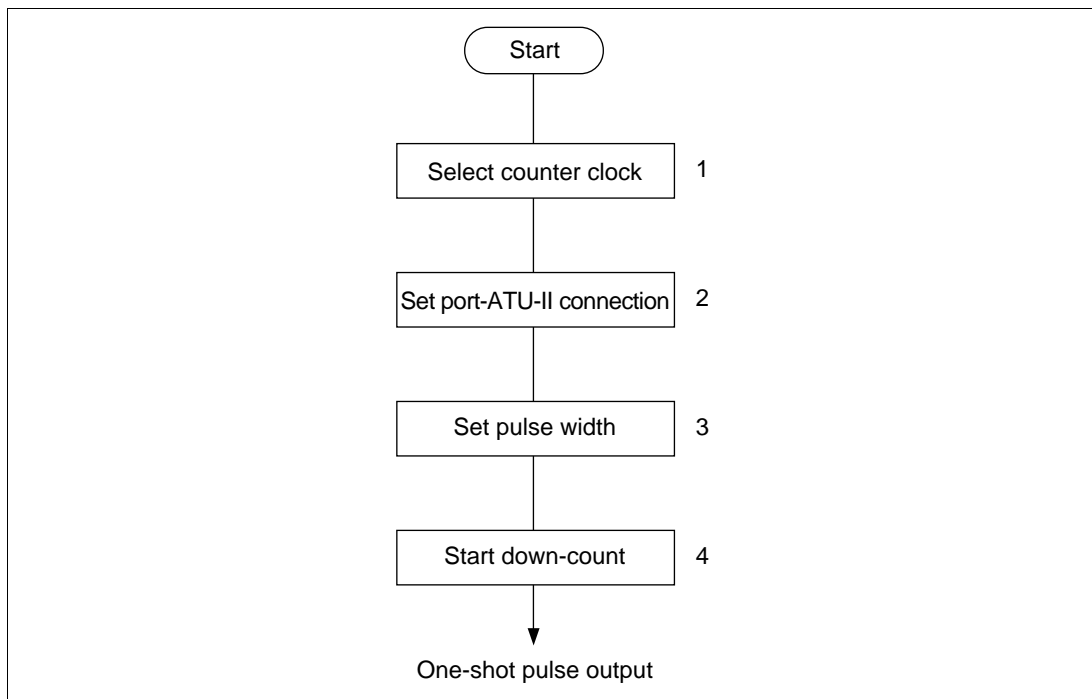 Start
Select counter clock 1
Set port-ATU-II connection 2
Set pulse width 3
Start down-count 4
One-shot pulse output